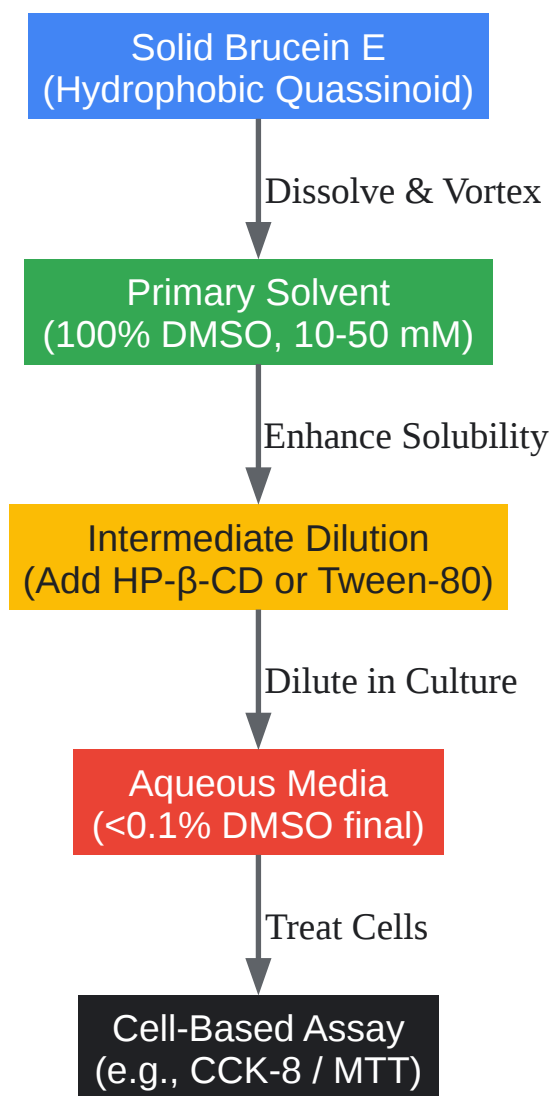 Solid Brucein E
(Hydrophobic Quassinoid)
Dissolve & Vortex
Primary Solvent
(100% DMSO, 10-50 mM)
Enhance Solubility
Intermediate Dilution
(Add HP-β-CD or Tween-80)
Dilute in Culture
Aqueous Media
(<0.1% DMSO final)
Treat Cells
Cell-Based Assay
(e.g., CCK-8 / MTT)